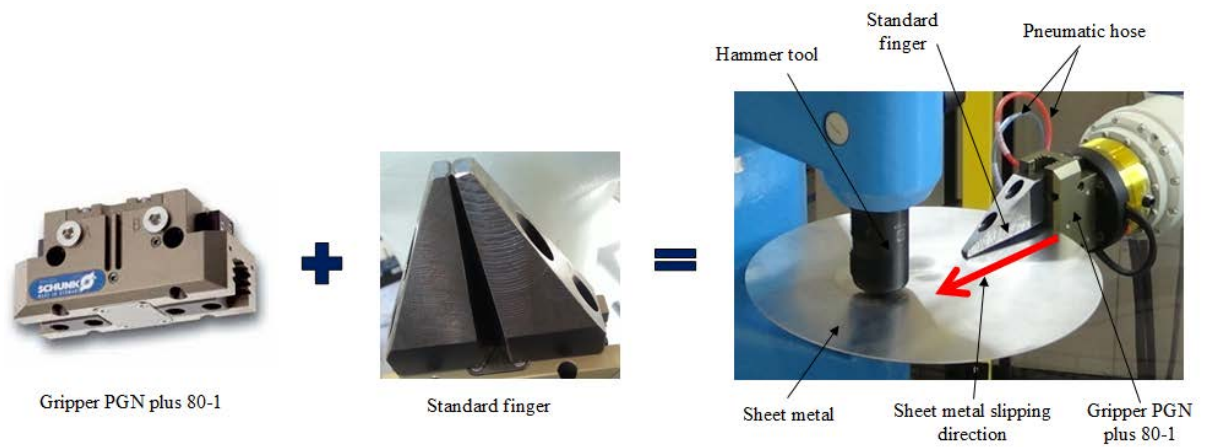 Standard
finger
Pneumatic hose
Hammer tool
SCHUNK
Gripper PGN plus 80-1
Standard finger
Sheet metal
Sheet metal slipping
direction
Gripper PGN
plus 80-1